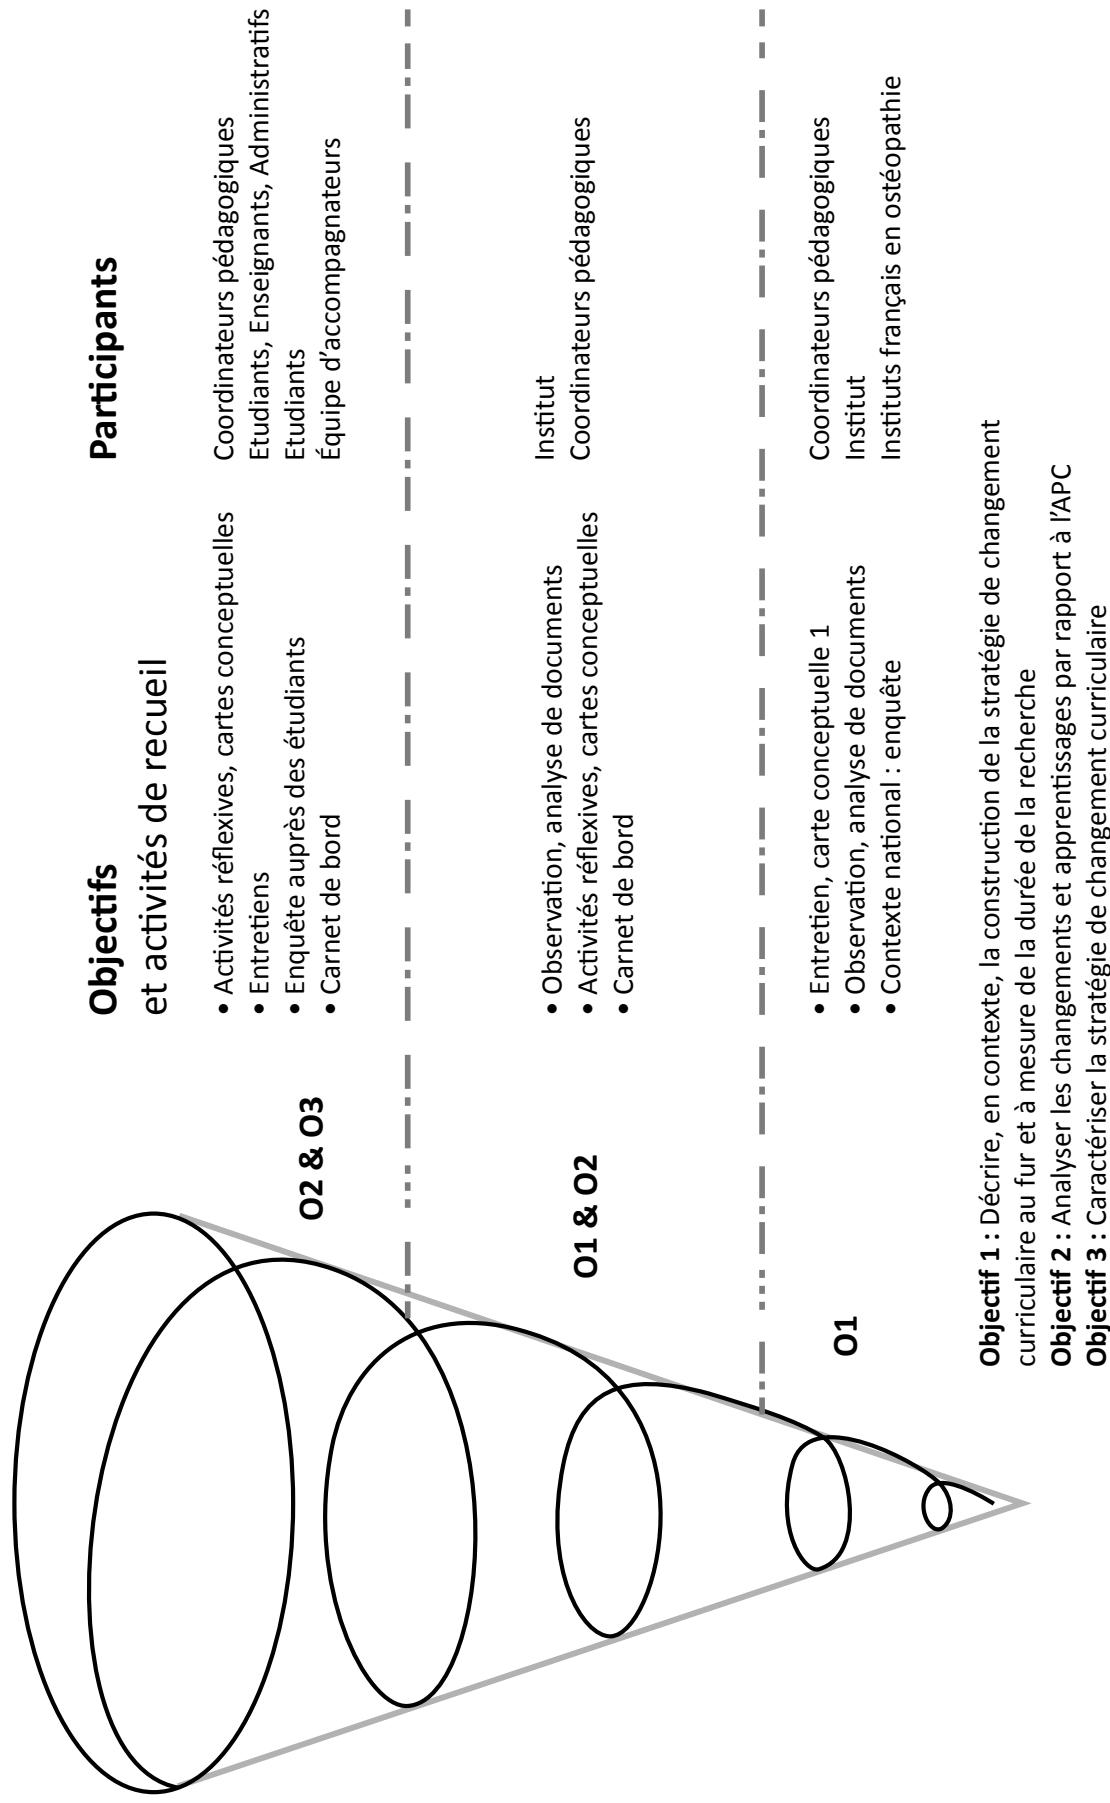 Objectifs
et activités de recueil
Participants
O2 & O3
• Activités réflexives, cartes conceptuelles
• Entretiens
• Enquête auprès des étudiants
• Carnet de bord
Coordinateurs pédagogiques
Etudiants, Enseignants, Administratifs
Etudiants
Équipe d'accompagnateurs
O1 & O2
• Observation, analyse de documents
• Activités réflexives, cartes conceptuelles
• Carnet de bord
Institut
Coordinateurs pédagogiques
O1
• Entretien, carte conceptuelle 1
• Observation, analyse de documents
• Contexte national : enquête
Coordinateurs pédagogiques
Institut
Instituts français en ostéopathie
Objectif 1 : Décrire, en contexte, la construction de la stratégie de changement
curriculaire au fur et à mesure de la durée de la recherche
Objectif 2 : Analyser les changements et apprentissages par rapport à l'APC
Objectif 3 : Caractériser la stratégie de changement curriculaire